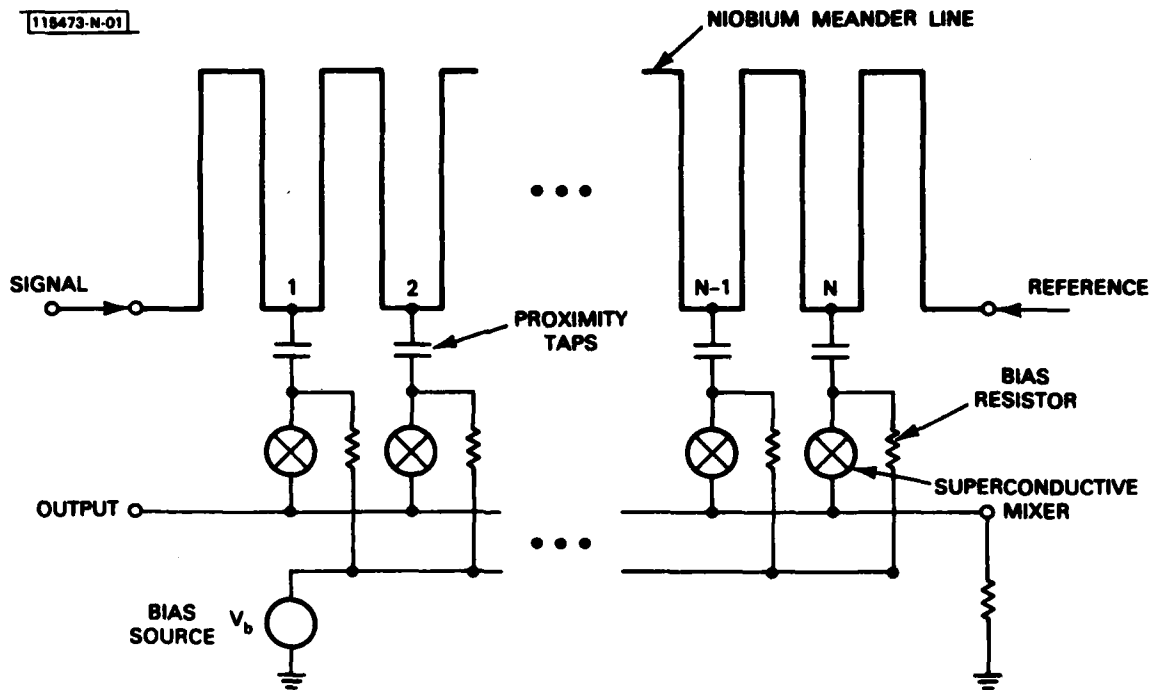 118473-N-01
NIOBIUM MEANDER LINE
SIGNAL
1
2
N-1
N
REFERENCE
PROXIMITY
TAPS
BIAS
RESISTOR
SUPERCONDUCTIVE
MIXER
OUTPUT
BIAS
SOURCE
Vb